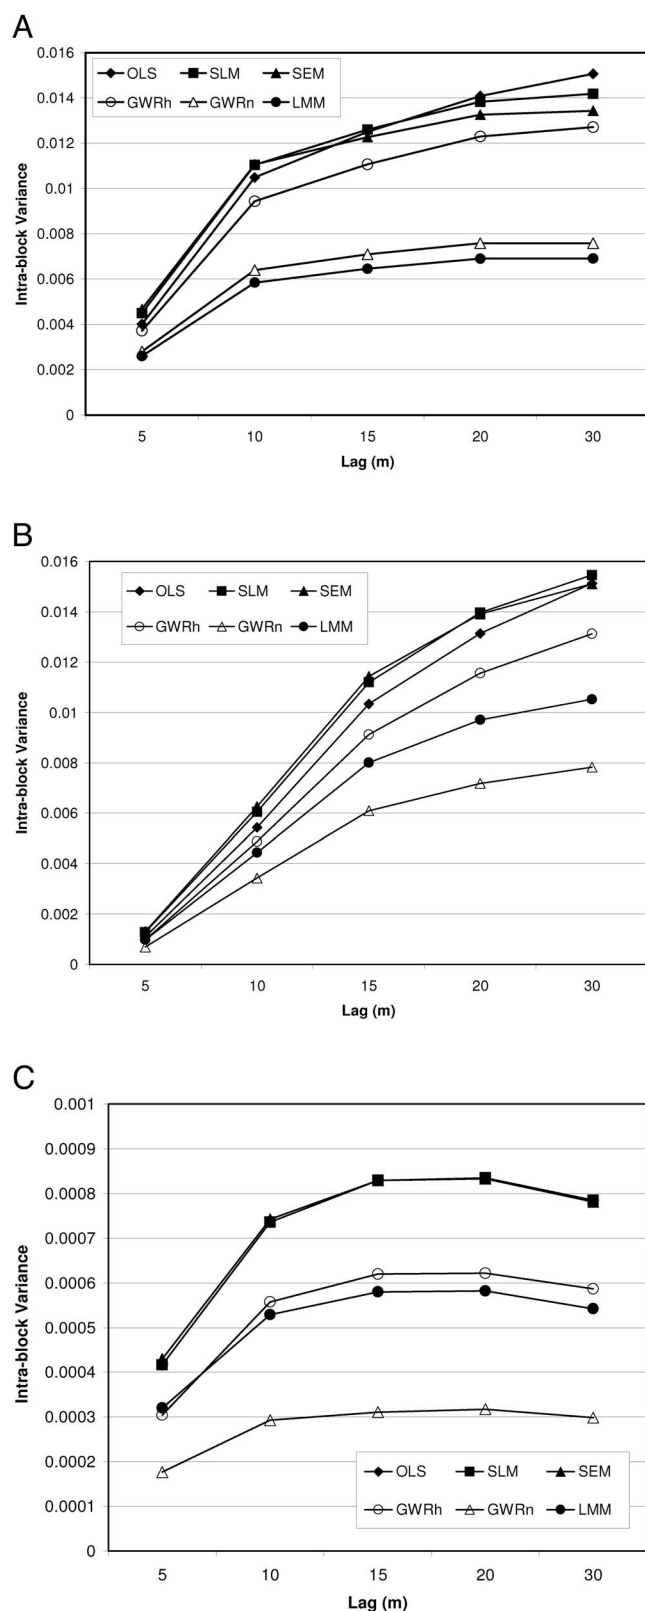 A
0.016
0.014
0.012
0.01
0.008
0.006
0.004
0.002
0
OLS SLM SEM
GWRh GWRn LMM
Intra-block Variance
5 10 15 20 30
Lag (m)
B
0.016
0.014
0.012
0.01
0.008
0.006
0.004
0.002
0
OLS SLM SEM
GWRh GWRn LMM
Intra-block Variance
5 10 15 20 30
Lag (m)
C
0.001
0.0009
0.0008
0.0007
0.0006
0.0005
0.0004
0.0003
0.0002
0.0001
0
Intra-block Variance
OLS SLM SEM
GWRh GWRn LMM
5 10 15 20 30
Lag (m)